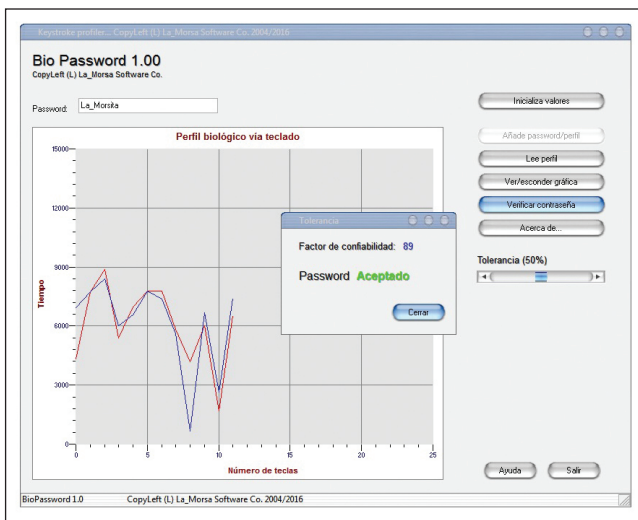 Keystroke profiler... CopyLeft (L) La_Morsa Software Co. 2004/2016
Bio Password 1.00
CopyLeft (L) La_Morsa Software Co.
Password: La_Morsita
Inicializa valores
Añade password/perfil
Lee perfil
Ver/esconder gráfica
Verificar contraseña
Acerca de...
Tolerancia (50%)
Perfil biológico vía teclado
15000
12000
9000
6000
3000
0
Tiempo
0 5 10 15 20 25
Número de teclas
Tolerancia
Factor de confiabilidad: 89
Password Aceptado
Cerrar
Ayuda Salir
BioPassword 1.0 CopyLeft (L) La_Morsa Software Co. 2004/2016